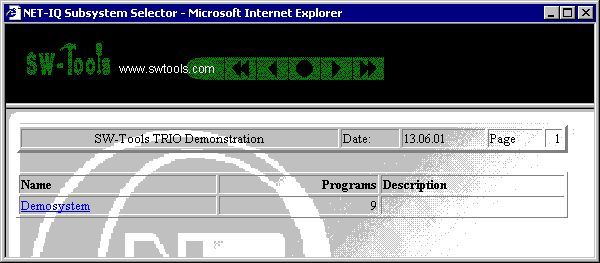 NET-IQ Subsystem Selector - Microsoft Internet Explorer
SW-Tools www.swtools.com
SW-Tools TRIO Demonstration Date: 13.06.01 Page 1
Name Programs Description
Demosystem 9